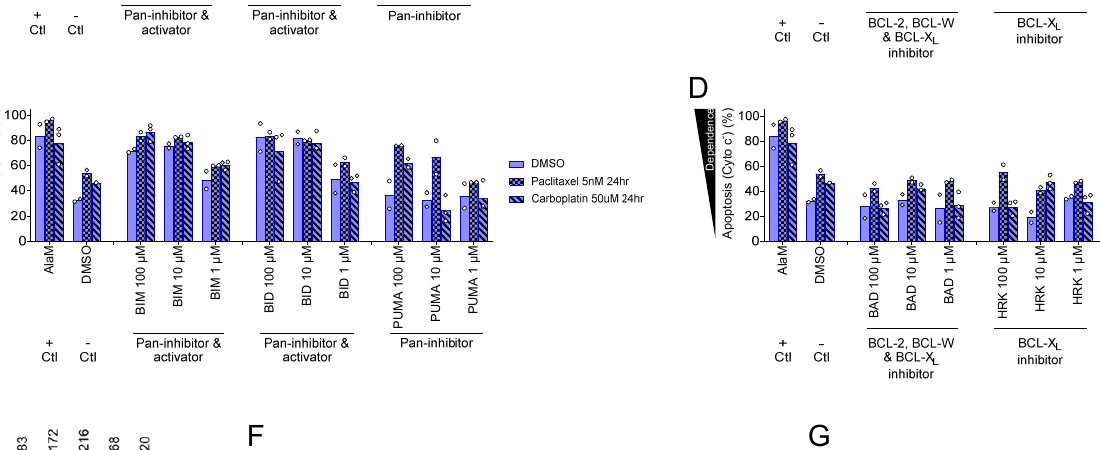 + Ctl
- Ctl
Pan-inhibitor & activator
Pan-inhibitor & activator
Pan-inhibitor
+ Ctl
- Ctl
BCL-2, BCL-W & BCL-XL inhibitor
BCL-XL inhibitor
100
80
60
40
20
0
AlaM
DMSO
BIM 100 µM
BIM 10 µM
BIM 1 µM
BID 100 µM
BID 10 µM
BID 1 µM
PUMA 100 µM
PUMA 10 µM
PUMA 1 µM
DMSO
Paclitaxel 5nM 24hr
Carboplatin 50uM 24hr
+ Ctl
- Ctl
Pan-inhibitor & activator
Pan-inhibitor & activator
Pan-inhibitor
D
Dependence
Apoptosis (Cyto c-) (%)
100
80
60
40
20
0
AlaM
DMSO
BAD 100 µM
BAD 10 µM
BAD 1 µM
HRK 100 µM
HRK 10 µM
HRK 1 µM
+ Ctl
- Ctl
BCL-2, BCL-W & BCL-XL inhibitor
BCL-XL inhibitor
83
172
216
68
20
F
G